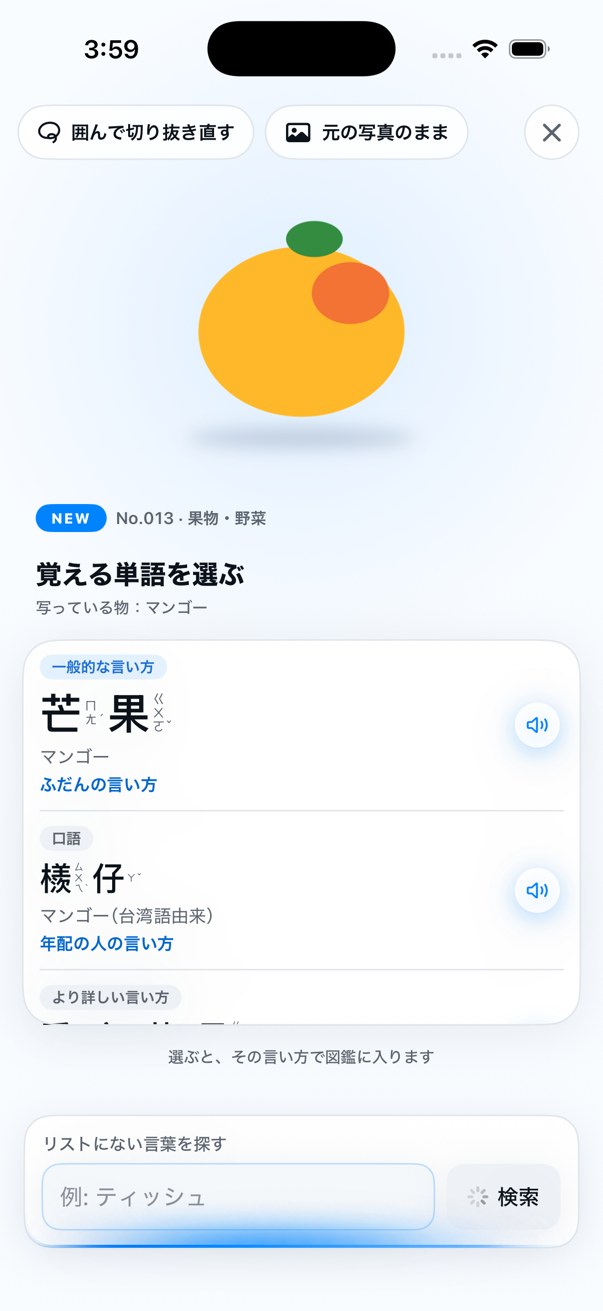 3:59
囲んで切り抜き直す
元の写真のまま
NEW No.013 · 果物・野菜
覚える単語を選ぶ
写っている物：マンゴー
一般的な言い方
芒ㄇㄤˊ果ㄍㄨㄛˇ
マンゴー
ふだんの言い方
口語
檨ㄙㄨㄞ仔ㄚˇ
マンゴー（台湾語由来）
年配の人の言い方
より詳しい言い方
選ぶと、その言い方で図鑑に入ります
リストにない言葉を探す
例: ティッシュ
検索